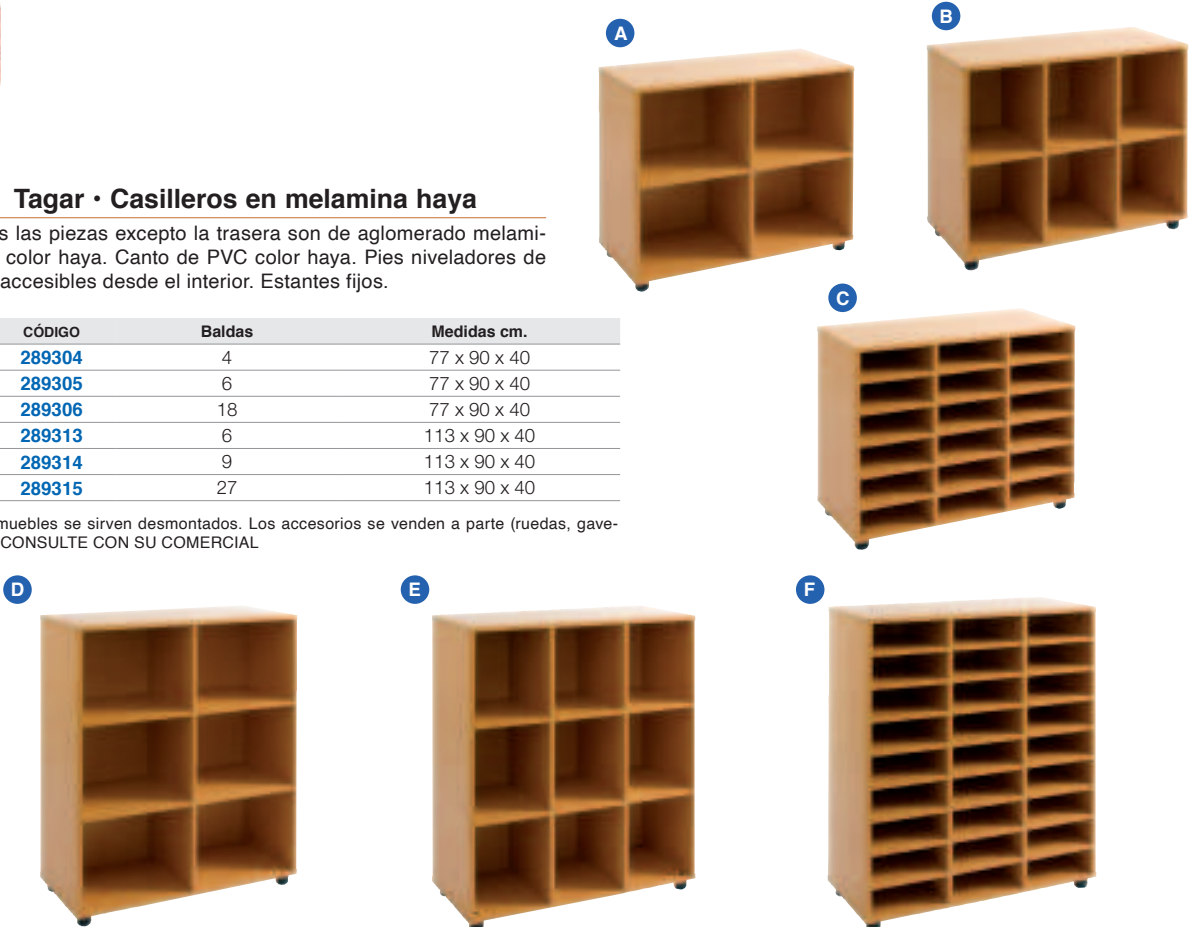 A
B
Tagar • Casilleros en melamina haya
s las piezas excepto la trasera son de aglomerado melami-
color haya. Canto de PVC color haya. Pies niveladores de
accesibles desde el interior. Estantes fijos.
C
CÓDIGO Baldas Medidas cm.
289304 4 77 x 90 x 40
289305 6 77 x 90 x 40
289306 18 77 x 90 x 40
289313 6 113 x 90 x 40
289314 9 113 x 90 x 40
289315 27 113 x 90 x 40
muebles se sirven desmontados. Los accesorios se venden a parte (ruedas, gave-
CONSULTE CON SU COMERCIAL
D
E
F